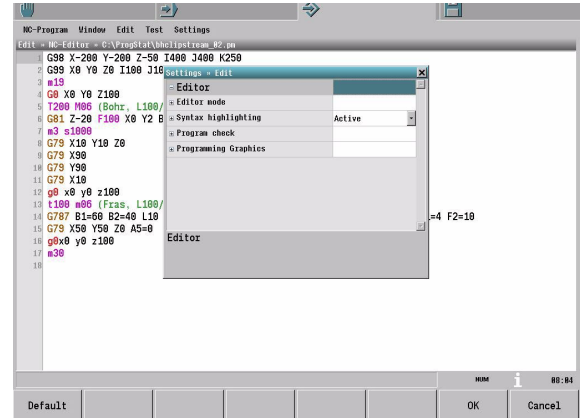 NC-Program Window Edit Test Settings
Edit » NC-Editor » C:\ProgStat\bhclipstream_02.pm
1 G98 X-200 Y-200 Z-50 I400 J400 K250
2 G99 X0 Y0 Z0 I100 J10
3 m19
4 G0 X0 Y0 Z100
5 T200 M06 (Bohr, L100/
6 G81 Z-20 F100 X0 Y2 B
7 m3 s1000
8 G79 X10 Y10 Z0
9 G79 X90
10 G79 Y90
11 G79 X10
12 g0 x0 y0 z100
13 t100 m06 (Fras, L100/
14 G787 B1=60 B2=40 L10 =4 F2=10
15 G79 X50 Y50 Z0 A5=0
16 g0x0 y0 z100
17 m30
18
Settings » Edit
Editor
Editor mode
Syntax highlighting Active
Program check
Programming Graphics
Editor
NUM 08:04
Default OK Cancel